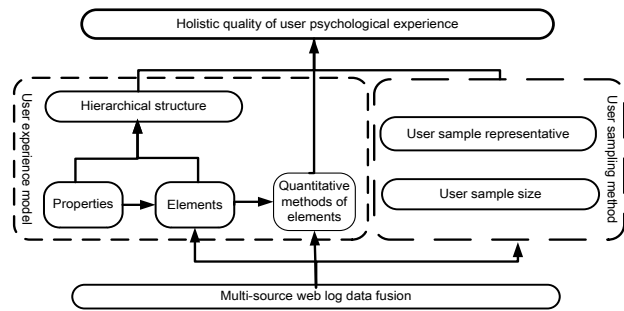 Holistic quality of user psychological experience
User experience model
Hierarchical structure
Properties
Elements
Quantitative
methods of
elements
User sample representative
User sample size
User sampling method
Multi-source web log data fusion